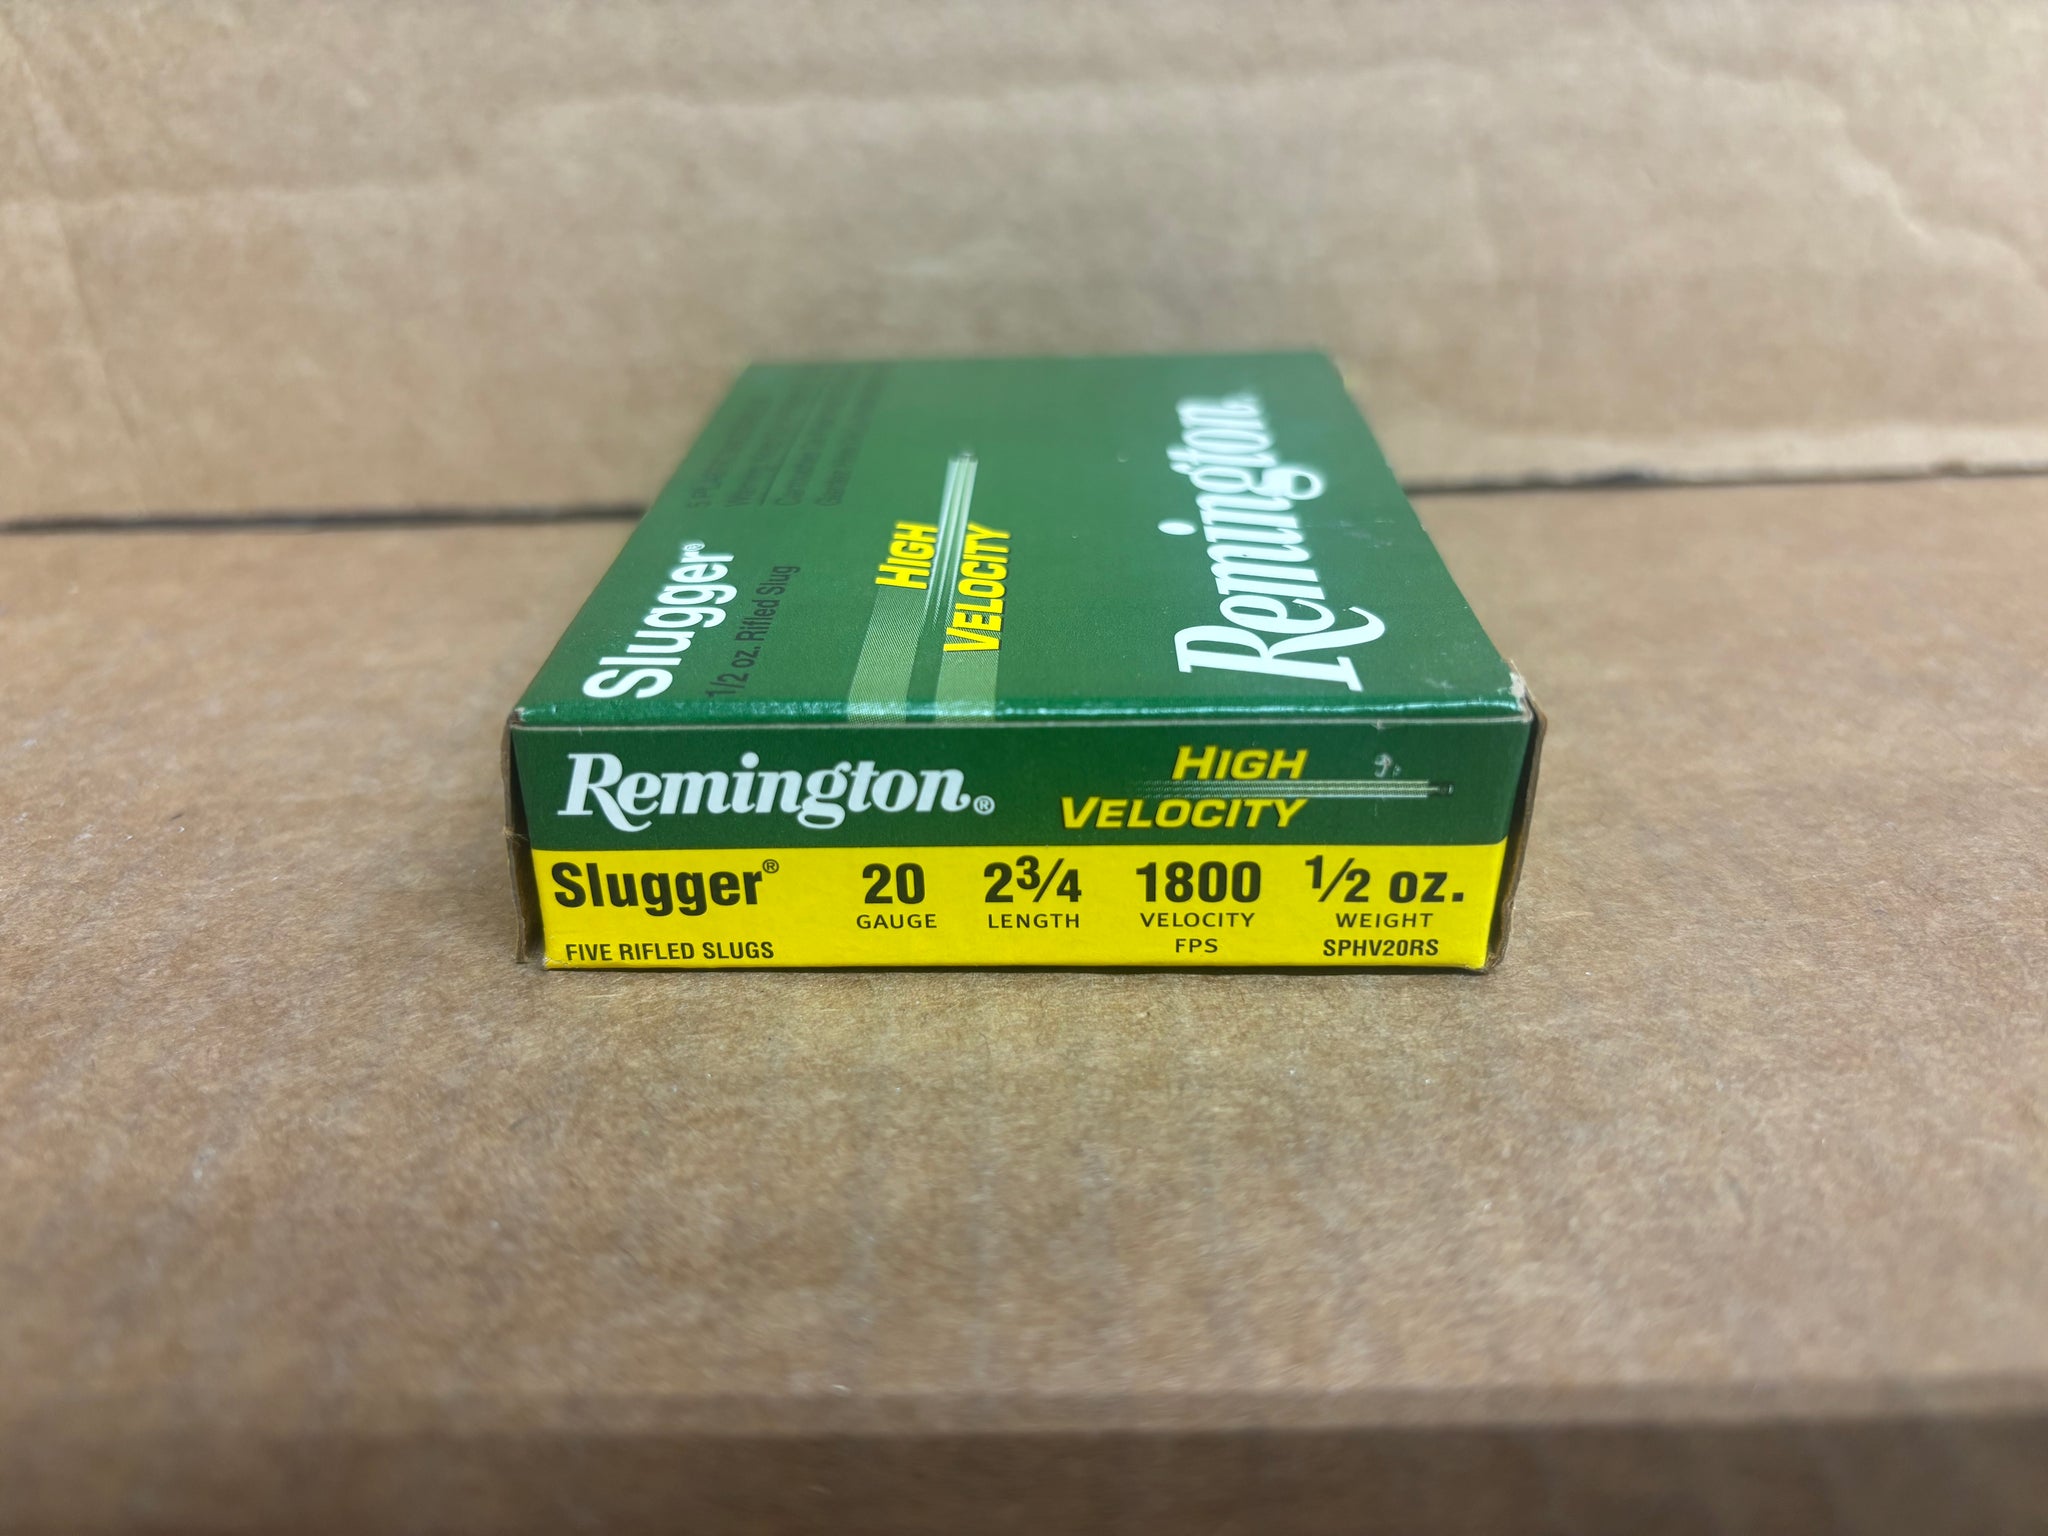 Slugger®
1/2 oz. Rifled Slug
HIGH
VELOCITY
Remington
Remington®
HIGH
VELOCITY
Slugger® 20 2¾ 1800 ½ oz.
GAUGE LENGTH VELOCITY WEIGHT
FIVE RIFLED SLUGS FPS SPHV20RS